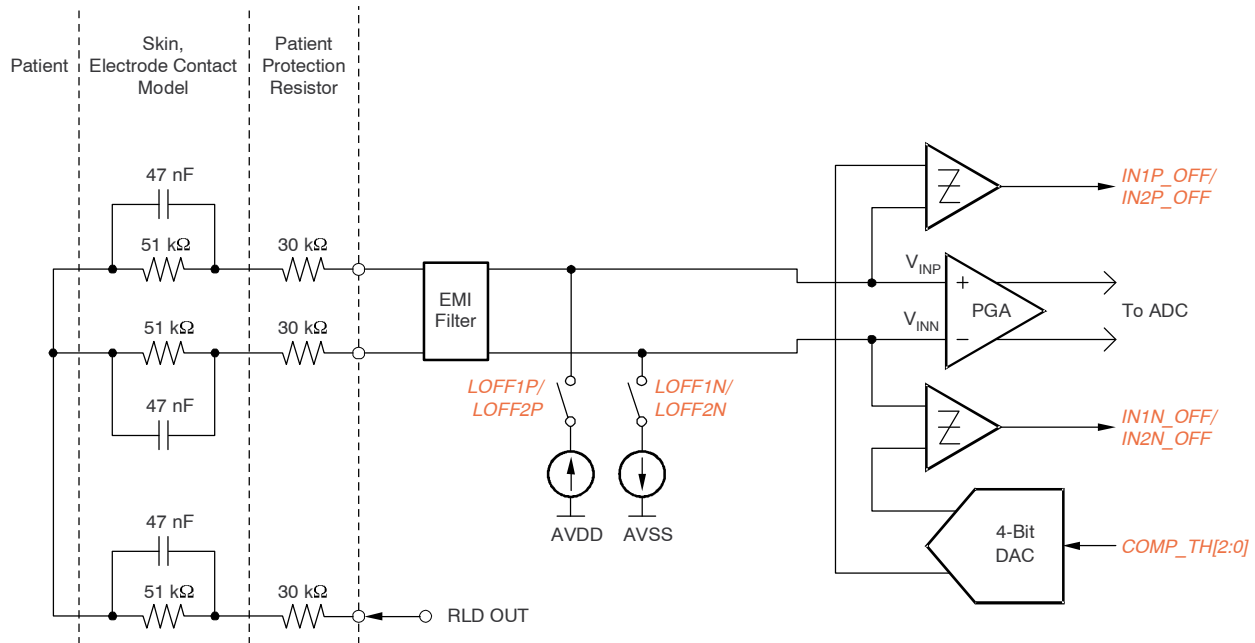 Patient
Skin,
Electrode Contact
Model
Patient
Protection
Resistor
47 nF
51 kΩ
30 kΩ
51 kΩ
30 kΩ
47 nF
47 nF
51 kΩ
30 kΩ
RLD OUT
EMI
Filter
LOFF1P/
LOFF2P
LOFF1N/
LOFF2N
AVDD
AVSS
VINP
VINN
+
−
PGA
To ADC
IN1P_OFF/
IN2P_OFF
IN1N_OFF/
IN2N_OFF
4-Bit
DAC
COMP_TH[2:0]